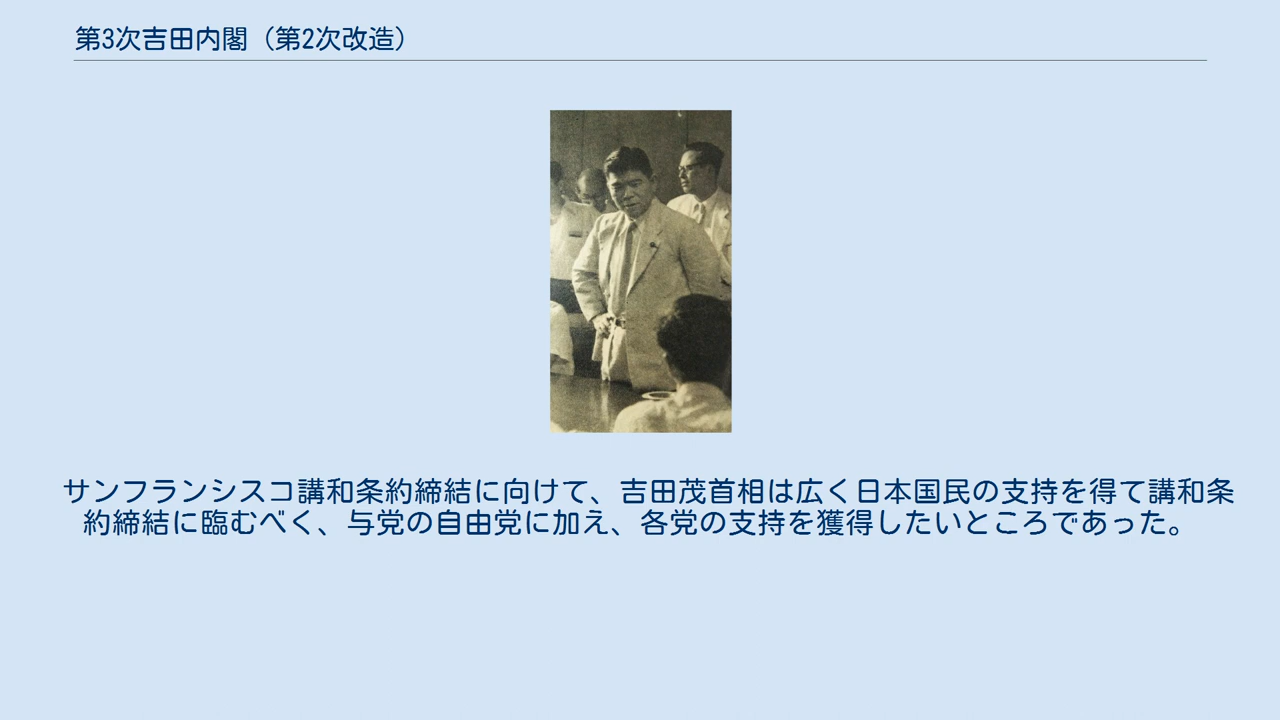 第3次吉田内閣（第2次改造）
サンフランシスコ講和条約締結に向けて、吉田茂首相は広く日本国民の支持を得て講和条
約締結に臨むべく、与党の自由党に加え、各党の支持を獲得したいところであった。